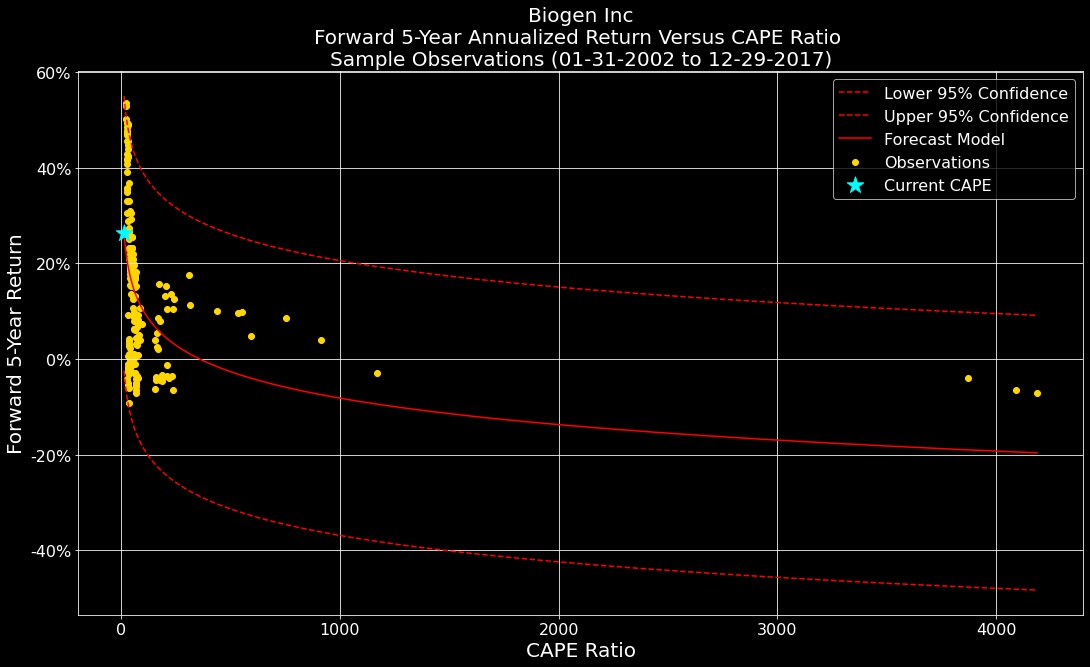 Biogen Inc
Forward 5-Year Annualized Return Versus CAPE Ratio
Sample Observations (01-31-2002 to 12-29-2017)
60%
40%
20%
0%
-20%
-40%
Forward 5-Year Return
Lower 95% Confidence
Upper 95% Confidence
Forecast Model
Observations
Current CAPE
0 1000 2000 3000 4000
CAPE Ratio